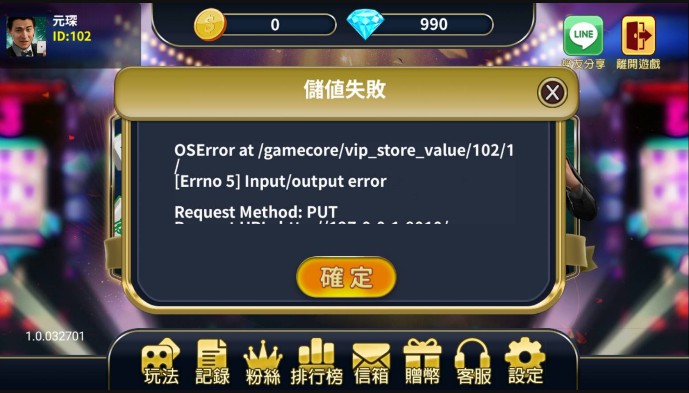 元琛
ID:102
0
990
LINE
友分享
離開遊戲
儲值失敗
OSError at /gamecore/vip_store_value/102/1
/
[Errno 5] Input/output error
Request Method: PUT
確定
1.0.032701
玩法
記錄
粉絲
排行榜
信箱
贈幣
客服
設定